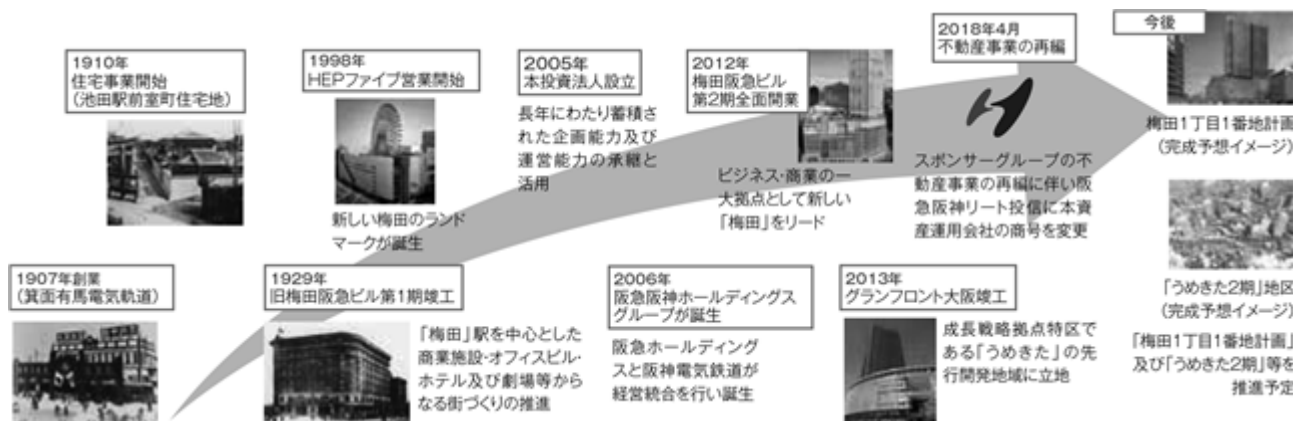 1910年
住宅事業開始
(池田駅前室町住宅地)
1998年
HEPファイブ営業開始
新しい梅田のランド
マークが誕生
2005年
本投資法人設立
長年にわたり蓄積さ
れた企画能力及び
運営能力の承継と
活用
2012年
梅田阪急ビル
第2期全面開業
ビジネス・商業の一
大拠点として新しい
「梅田」をリード
2018年4月
不動産事業の再編
スポンサーグループの不
動産事業の再編に伴い阪
急阪神リート投信に本資
産運用会社の商号を変更
今後
梅田1丁目1番地計画
(完成予想イメージ)
「うめきた2期」地区
(完成予想イメージ)
「梅田1丁目1番地計画」
及び「うめきた2期」等を
推進予定
1907年創業
(箕面有馬電気軌道)
1929年
旧梅田阪急ビル第1期竣工
「梅田」駅を中心とした
商業施設・オフィスビル・
ホテル及び劇場等から
なる街づくりの推進
2006年
阪急阪神ホールディングス
グループが誕生
阪急ホールディング
スと阪神電気鉄道が
経営統合を行い誕生
2013年
グランフロント大阪竣工
成長戦略拠点特区で
ある「うめきた」の先
行開発地域に立地